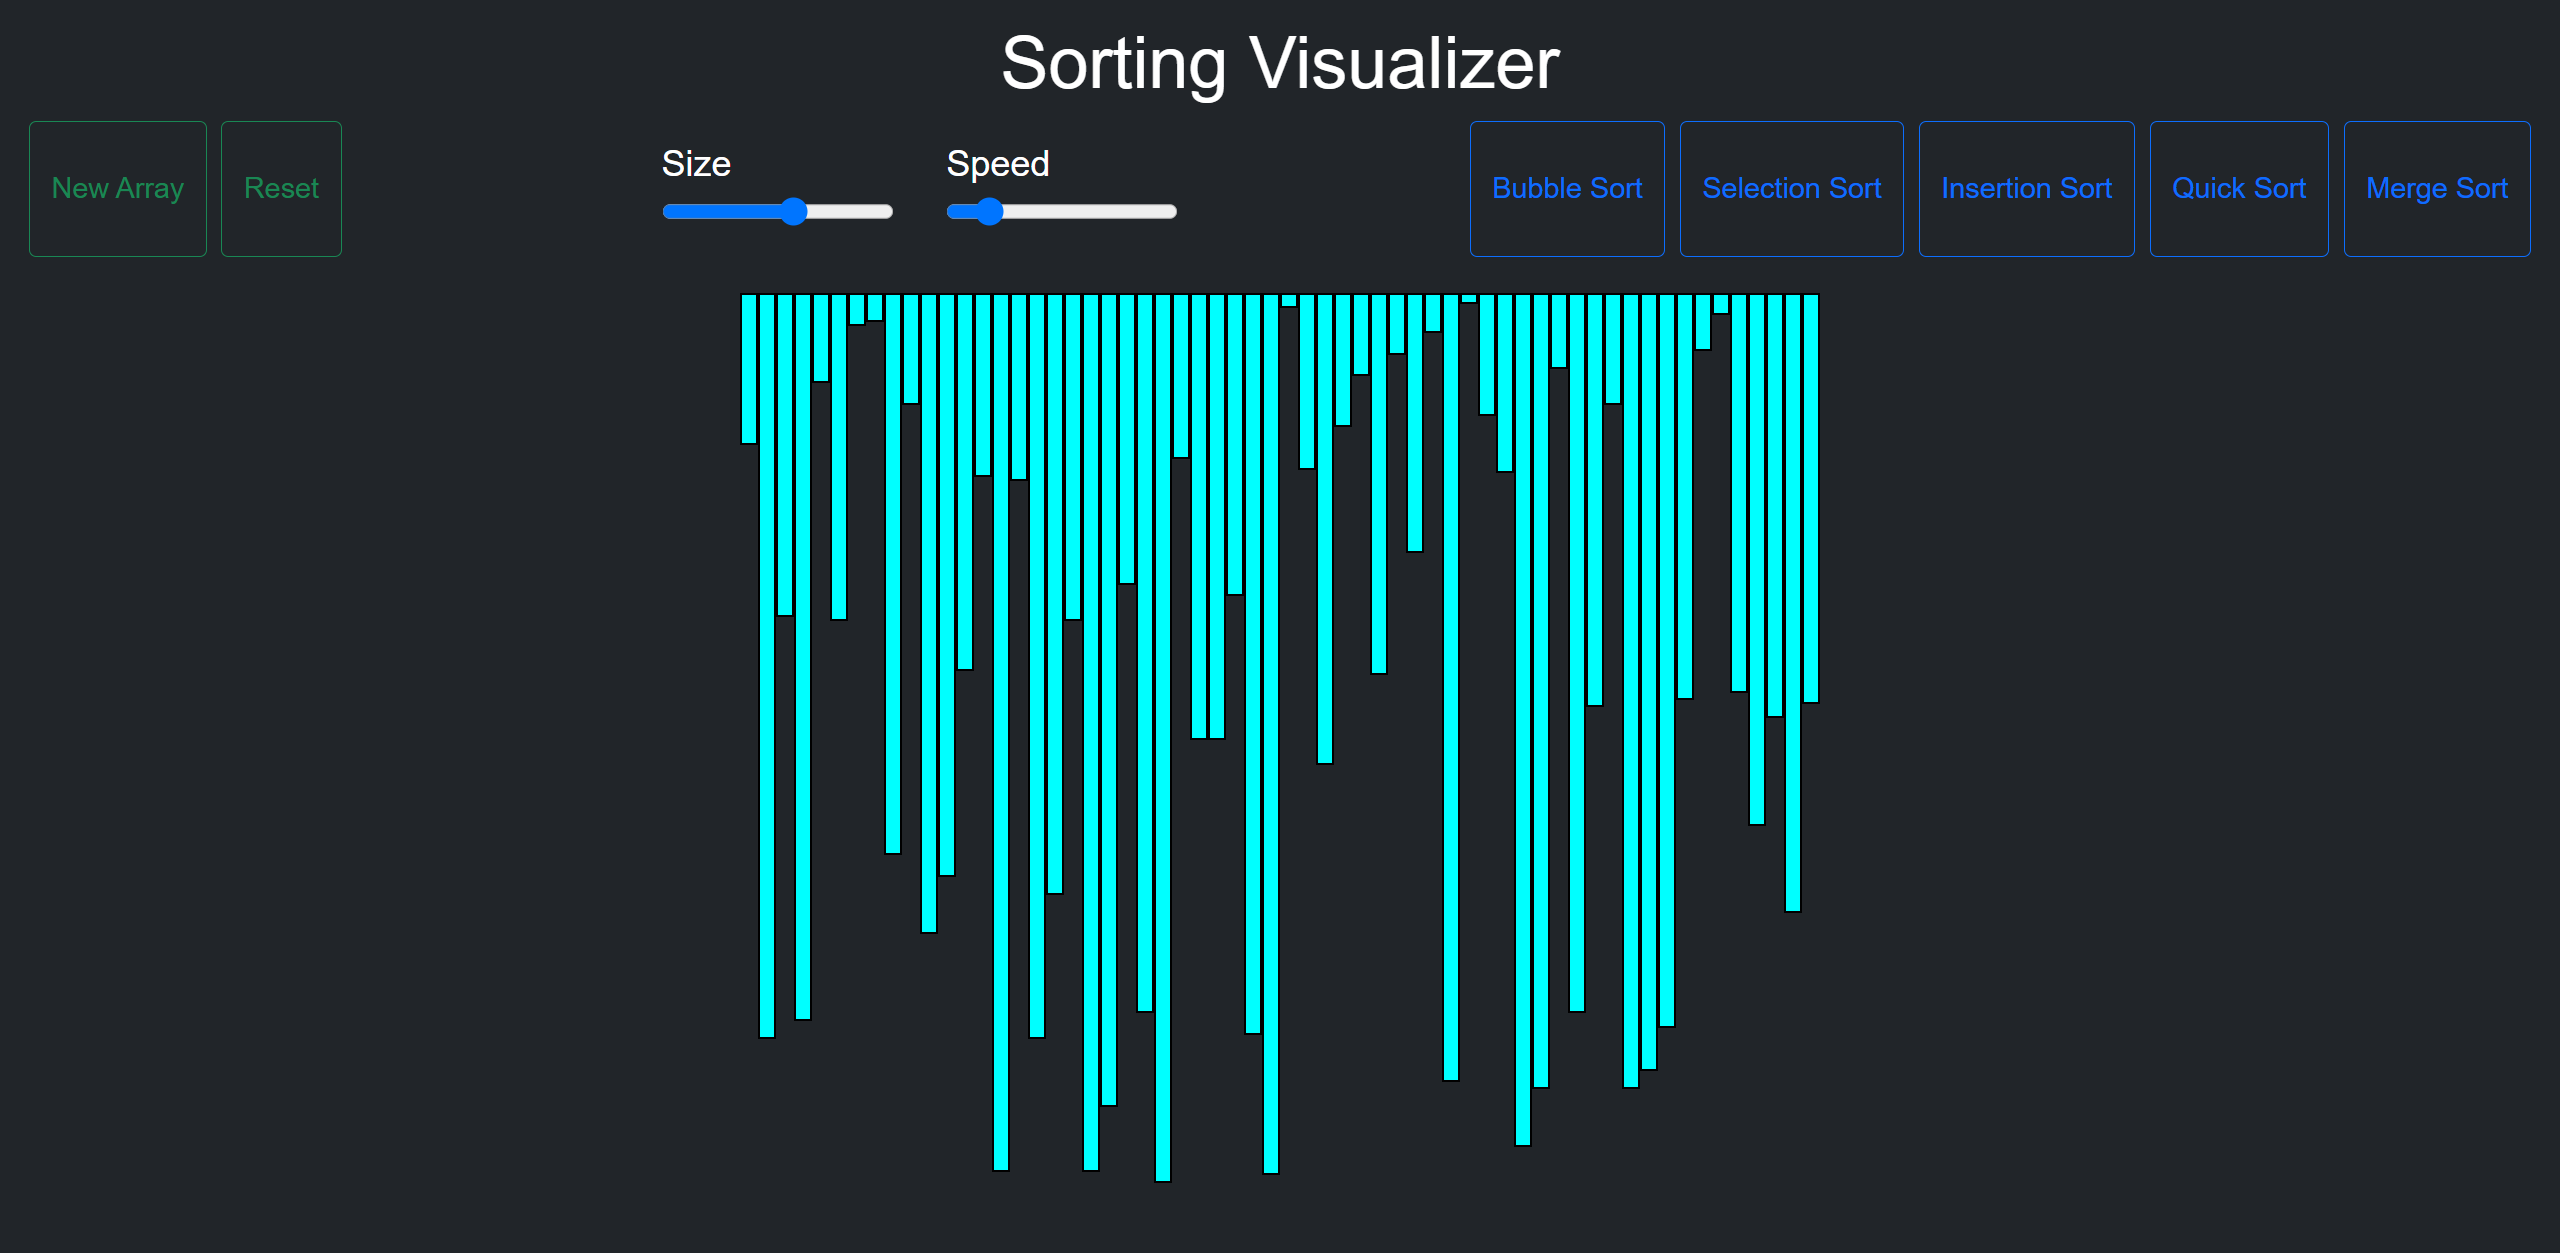 Sorting Visualizer
New Array
Reset
Size
Speed
Bubble Sort
Selection Sort
Insertion Sort
Quick Sort
Merge Sort